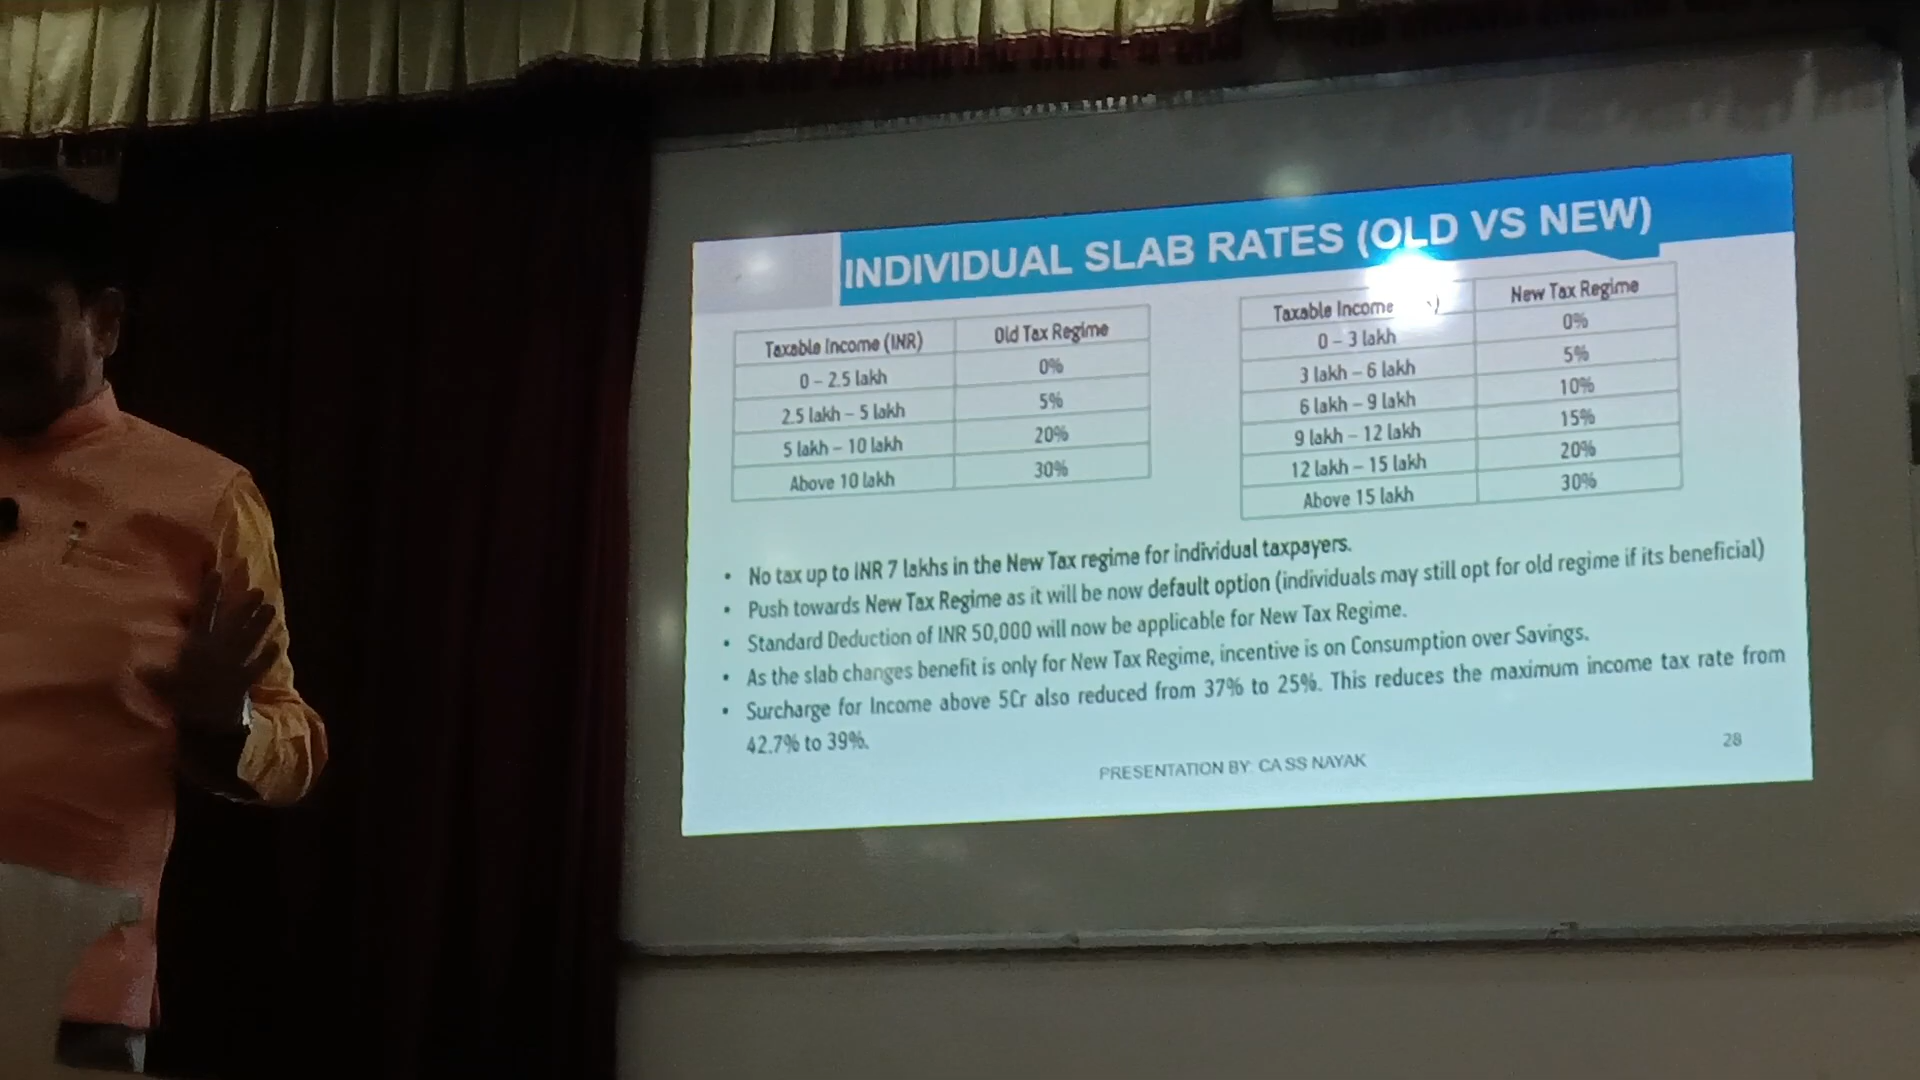 INDIVIDUAL SLAB RATES (OLD VS NEW)
Taxable Income (INR) Old Tax Regime
0 – 2.5 lakh 0%
2.5 lakh – 5 lakh 5%
5 lakh – 10 lakh 20%
Above 10 lakh 30%
Taxable Income ) New Tax Regime
0 – 3 lakh 0%
3 lakh – 6 lakh 5%
6 lakh – 9 lakh 10%
9 lakh – 12 lakh 15%
12 lakh – 15 lakh 20%
Above 15 lakh 30%
• No tax up to INR 7 lakhs in the New Tax regime for individual taxpayers.
• Push towards New Tax Regime as it will be now default option (individuals may still opt for old regime if its beneficial)
• Standard Deduction of INR 50,000 will now be applicable for New Tax Regime.
• As the slab changes benefit is only for New Tax Regime, incentive is on Consumption over Savings.
• Surcharge for Income above 5Cr also reduced from 37% to 25%. This reduces the maximum income tax rate from
42.7% to 39%.
PRESENTATION BY: CA SS NAYAK
28